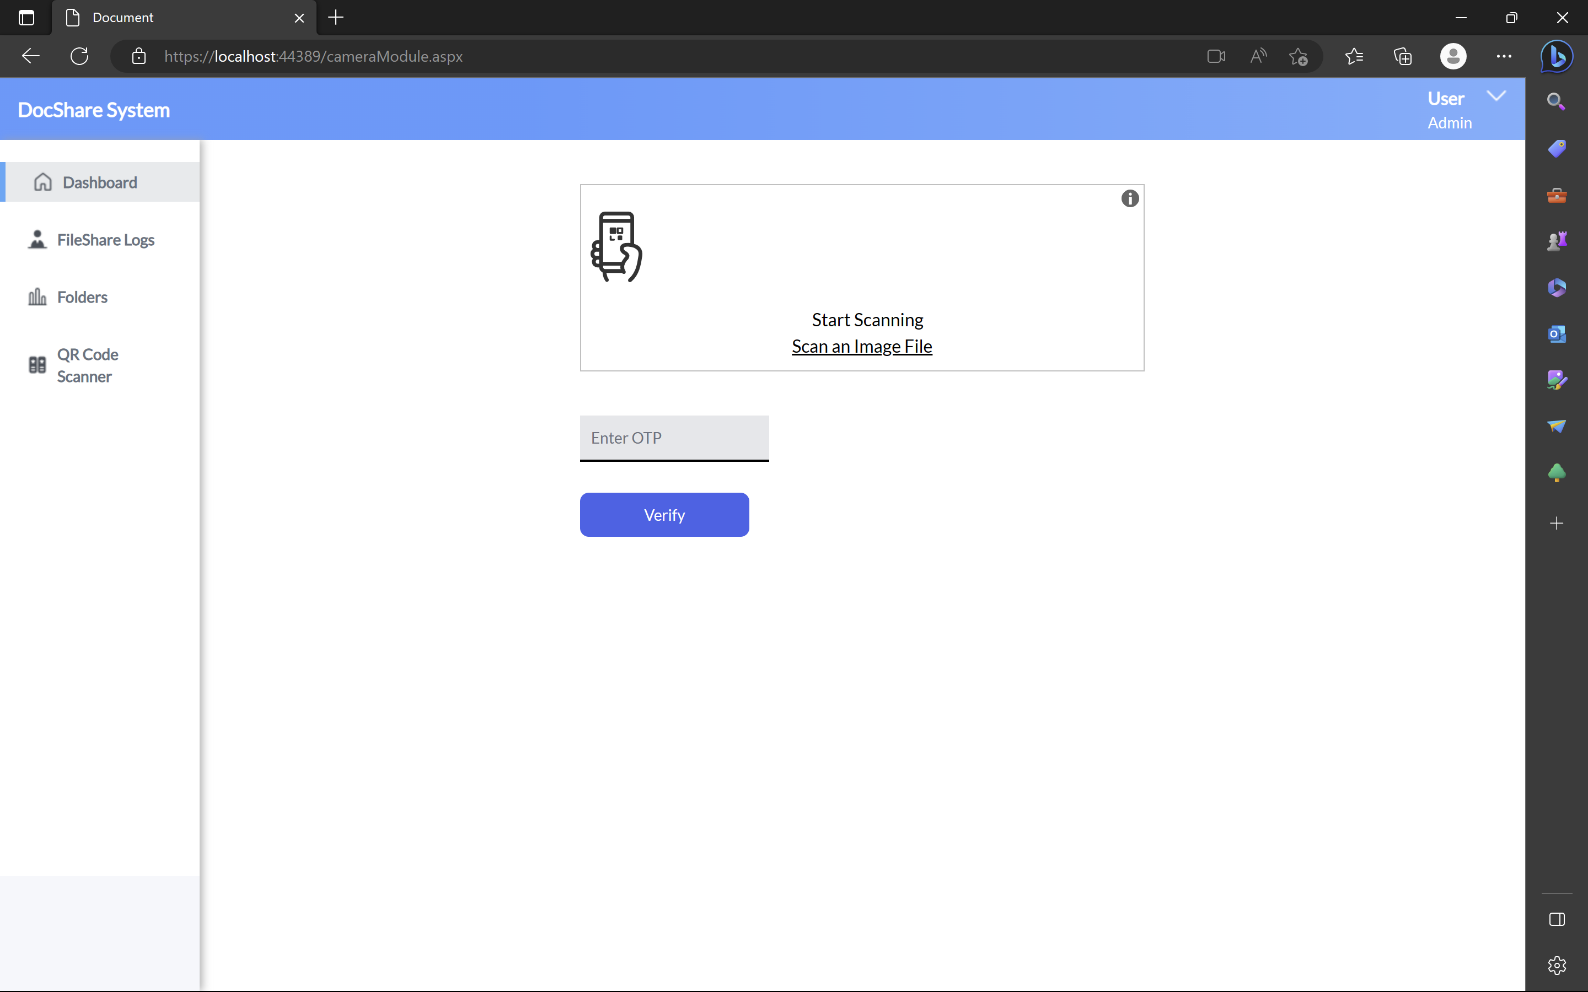 Document
https://localhost:44389/cameraModule.aspx
DocShare System
User
Admin
Dashboard
FileShare Logs
Folders
QR Code
Scanner
Start Scanning
Scan an Image File
Enter OTP
Verify